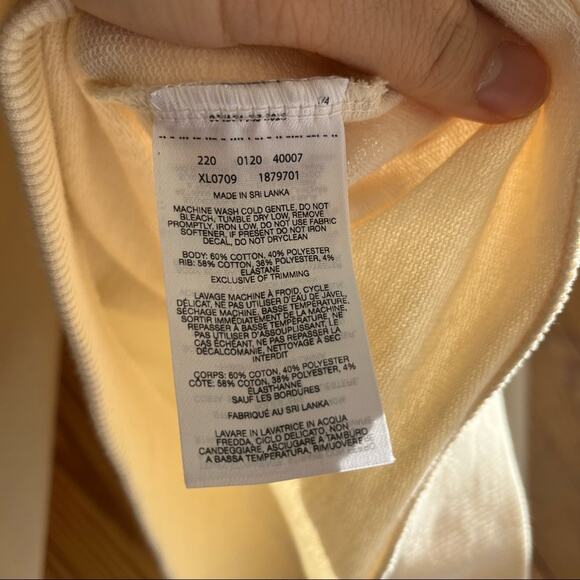 1/4
220 0120 40007
XL0709 1879701
MADE IN SRI LANKA
MACHINE WASH COLD GENTLE, DO NOT
BLEACH, TUMBLE DRY LOW, REMOVE
PROMPTLY, IRON LOW, DO NOT USE FABRIC
SOFTENER, IF PRESENT DO NOT IRON
DECAL, DO NOT DRYCLEAN
BODY: 60% COTTON, 40% POLYESTER
RIB: 58% COTTON, 38% POLYESTER, 4%
ELASTANE
EXCLUSIVE OF TRIMMING
LAVAGE MACHINE À FROID, CYCLE
DÉLICAT, NE PAS UTILISER D'EAU DE JAVEL,
SÉCHAGE MACHINE, BASSE TEMPÉRATURE,
SORTIR IMMÉDIATEMENT DE LA MACHINE,
REPASSER À BASSE TEMPÉRATURE, NE
PAS UTILISER D'ASSOUPLISSANT, LE
CAS ÉCHÉANT, NE PAS REPASSER LA
DÉCALCOMANIE, NETTOYAGE À SEC
INTERDIT
CORPS: 60% COTON, 40% POLYESTER
CÔTE: 58% COTON, 38% POLYESTER, 4%
ÉLASTHANNE
SAUF LES BORDURES
FABRIQUÉ AU SRI LANKA
LAVARE IN LAVATRICE IN ACQUA
FREDDA, CICLO DELICATO, NON
CANDEGGIARE, ASCIUGARE A TAMBURO
A BASSA TEMPERATURA, RIMUOVERE